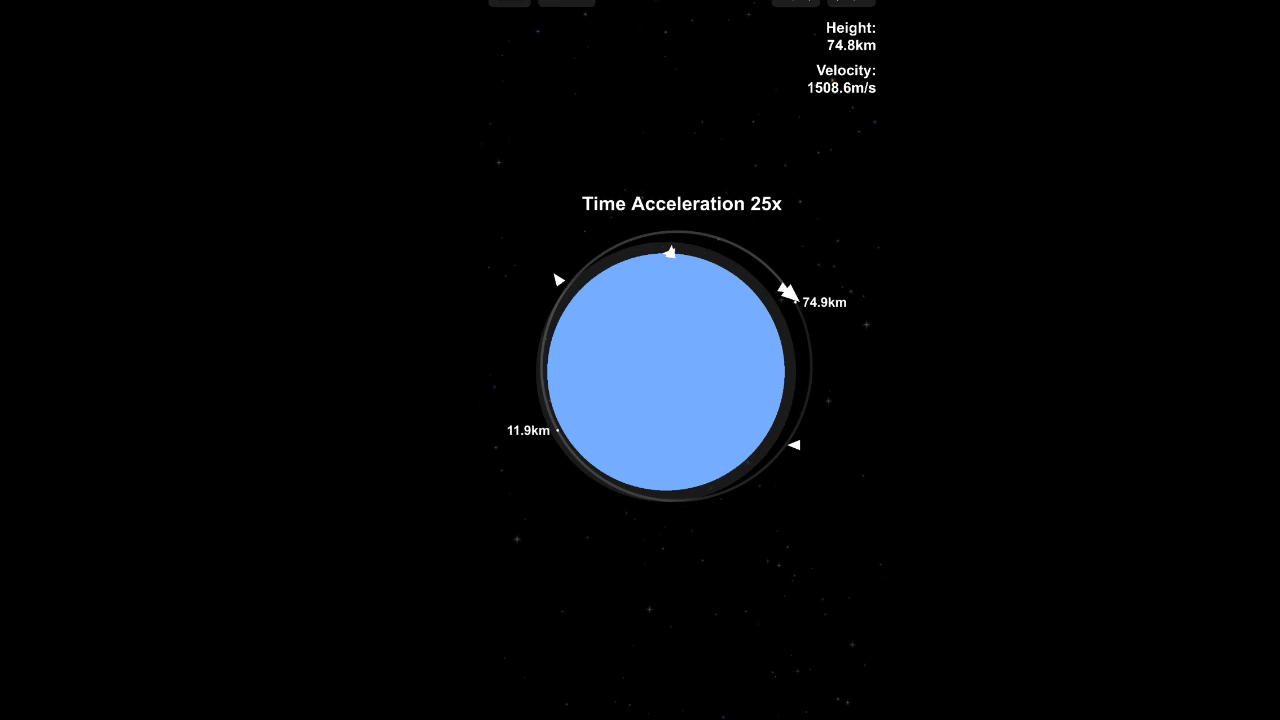 Height:
74.8km
Velocity:
1508.6m/s
Time Acceleration 25x
74.9km
11.9km